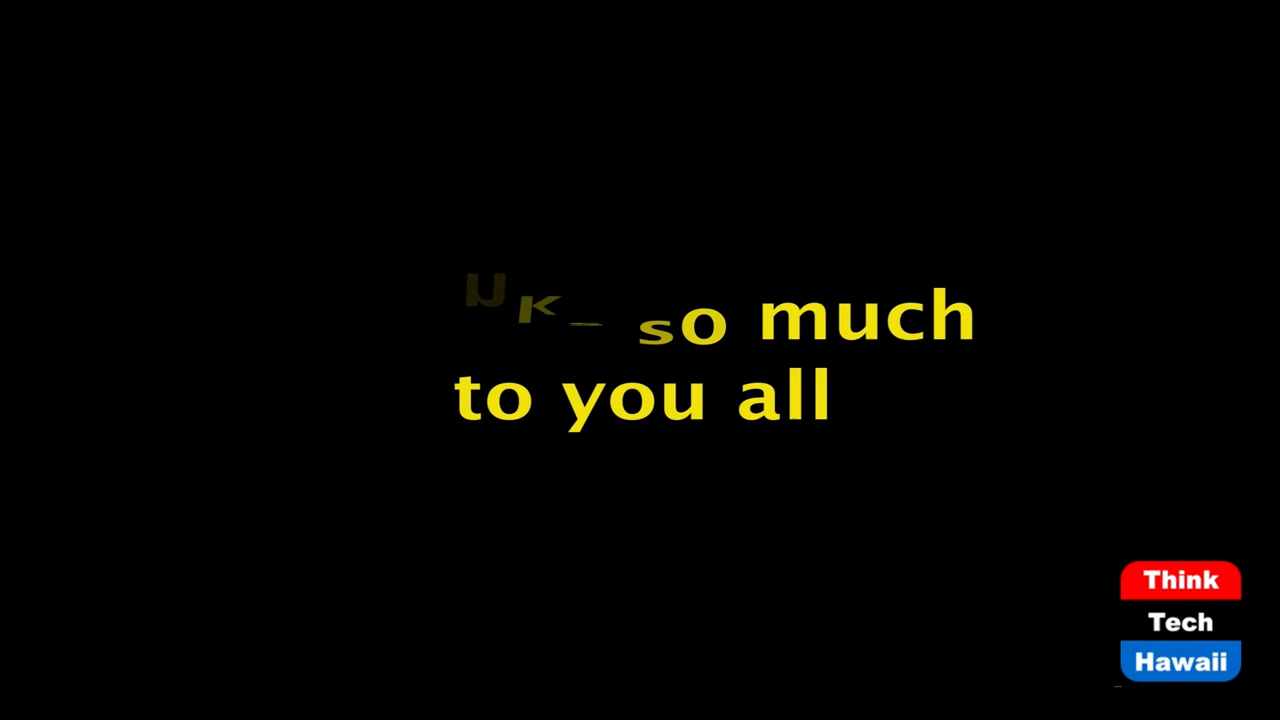 so much
to you all
Think
Tech
Hawaii